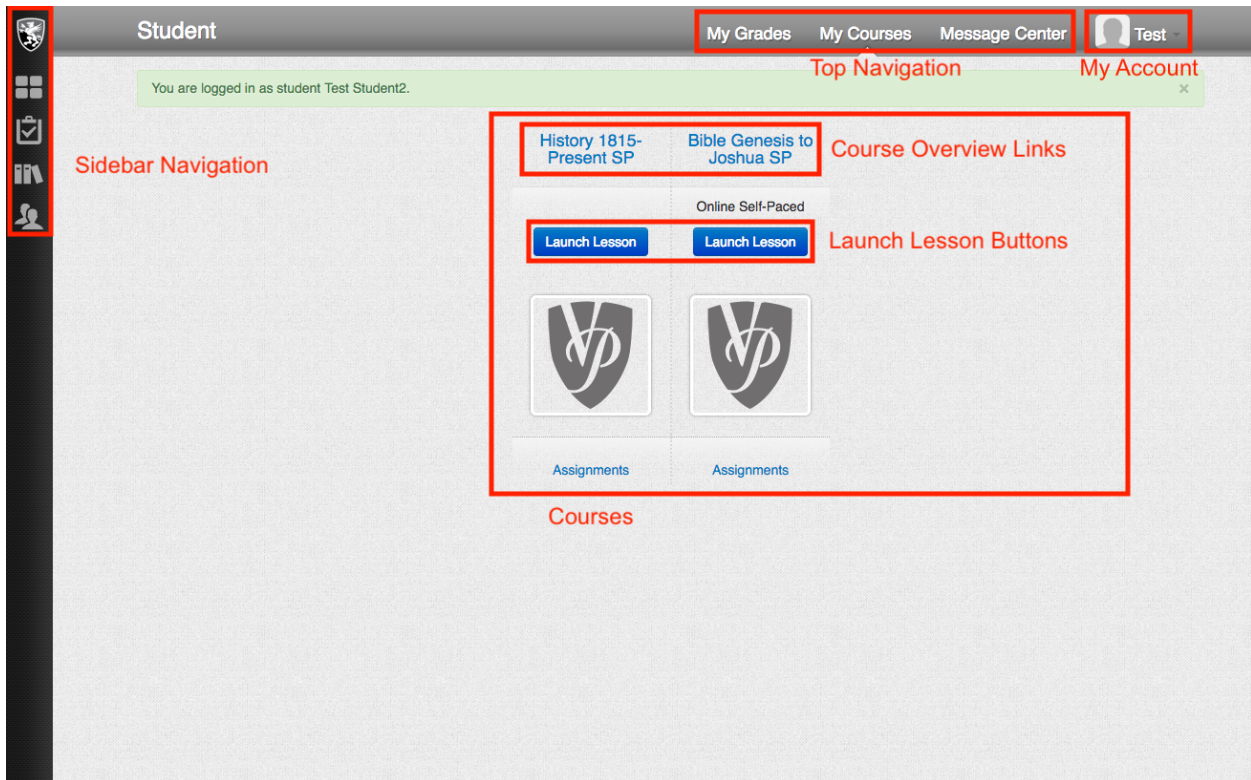 Student
My Grades My Courses Message Center Test
Top Navigation My Account
You are logged in as student Test Student2. ×
Sidebar Navigation
History 1815-
Present SP
Bible Genesis to
Joshua SP
Course Overview Links
Online Self-Paced
Launch Lesson Launch Lesson
Launch Lesson Buttons
VP VP
Assignments Assignments
Courses